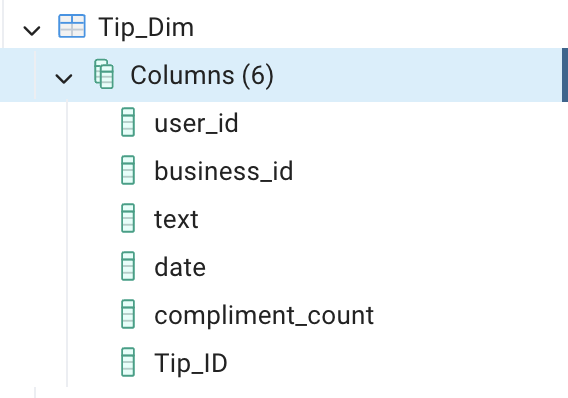 Tip_Dim
Columns (6)
user_id
business_id
text
date
compliment_count
Tip_ID